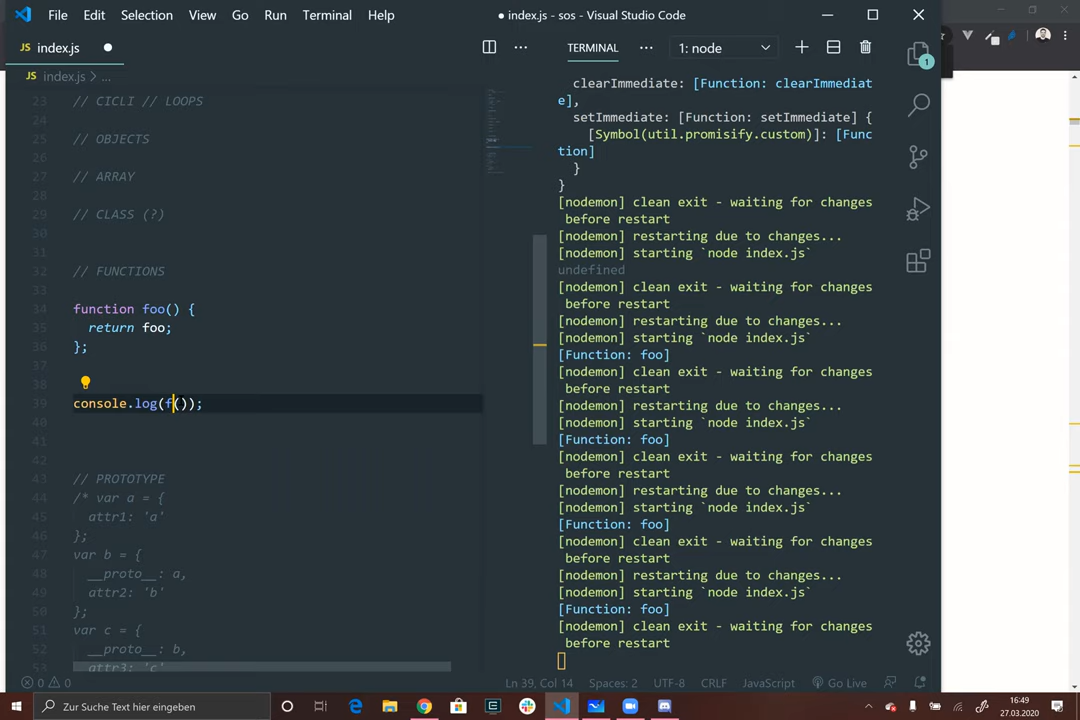 File Edit Selection View Go Run Terminal Help
● index.js - sos - Visual Studio Code
JS index.js ●
JS index.js > ...
23 // CICLI // LOOPS
24
25 // OBJECTS
26
27 // ARRAY
28
29 // CLASS (?)
30
31
32 // FUNCTIONS
33
34 function foo() {
35 return foo;
36 };
37
38
39 console.log(f());
40
41
42
43 // PROTOTYPE
44 /* var a = {
45 attr1: 'a'
46 };
47 var b = {
48 __proto__: a,
49 attr2: 'b'
50 };
51 var c = {
52 __proto__: b,
53 attr3: 'c'
TERMINAL ... 1: node
clearImmediate: [Function: clearImmediat
e],
setImmediate: [Function: setImmediate] {
[Symbol(util.promisify.custom)]: [Func
tion]
}
}
[nodemon] clean exit - waiting for changes
before restart
[nodemon] restarting due to changes...
[nodemon] starting `node index.js`
undefined
[nodemon] clean exit - waiting for changes
before restart
[nodemon] restarting due to changes...
[nodemon] starting `node index.js`
[Function: foo]
[nodemon] clean exit - waiting for changes
before restart
[nodemon] restarting due to changes...
[nodemon] starting `node index.js`
[Function: foo]
[nodemon] clean exit - waiting for changes
before restart
[nodemon] restarting due to changes...
[nodemon] starting `node index.js`
[Function: foo]
[nodemon] clean exit - waiting for changes
before restart
[nodemon] restarting due to changes...
[nodemon] starting `node index.js`
[Function: foo]
[nodemon] clean exit - waiting for changes
before restart
1
0 0
Ln 39, Col 14 Spaces: 2 UTF-8 CRLF JavaScript Go Live
Zur Suche Text hier eingeben
16:49
27.03.2020